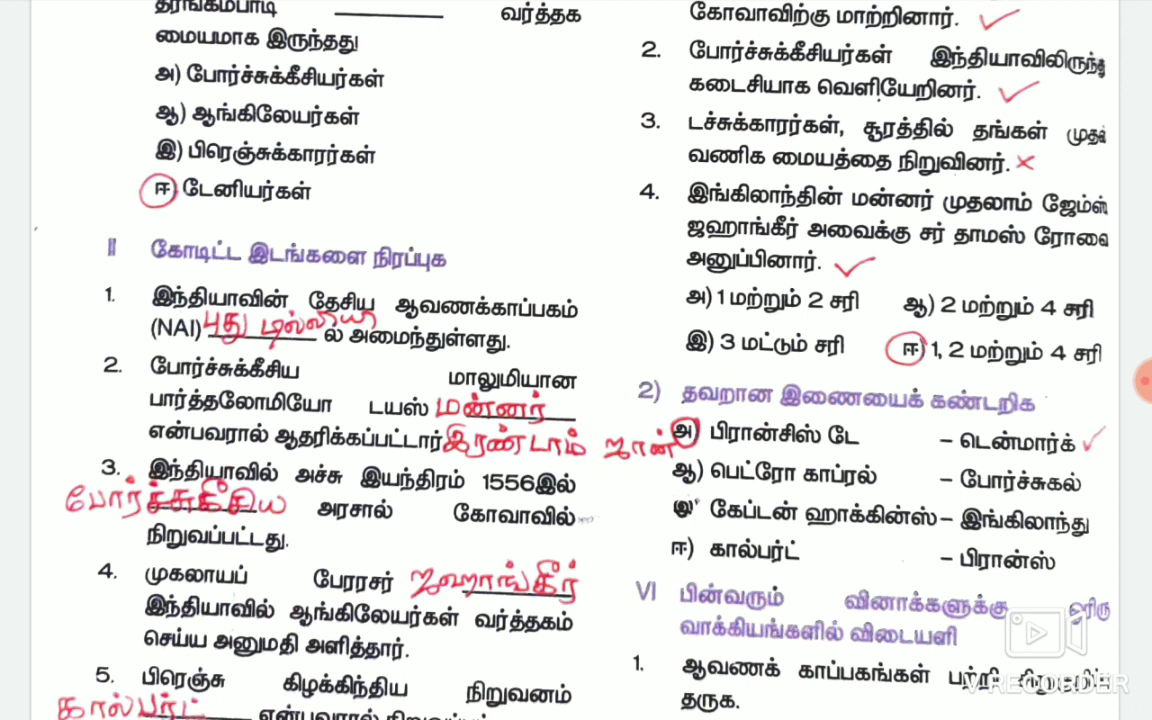 தரங்கம்பாடி ________ வர்த்தக
மையமாக இருந்தது
அ) போர்ச்சுக்கீசியர்கள்
ஆ) ஆங்கிலேயர்கள்
இ) பிரெஞ்சுக்காரர்கள்
ஈ) டேனியர்கள்
II கோடிட்ட இடங்களை நிரப்புக
1. இந்தியாவின் தேசிய ஆவணக்காப்பகம்
(NAI) புது டில்லியி ல் அமைந்துள்ளது.
2. போர்ச்சுக்கீசிய மாலுமியான
பார்த்தலோமியோ டயஸ் மன்னர்
என்பவரால் ஆதரிக்கப்பட்டார் இரண்டாம் ஜான்
3. இந்தியாவில் அச்சு இயந்திரம் 1556இல்
போர்ச்சுகீசிய அரசால் கோவாவில்
நிறுவப்பட்டது.
4. முகலாயப் பேரரசர் ஜஹாங்கீர்
இந்தியாவில் ஆங்கிலேயர்கள் வர்த்தகம்
செய்ய அனுமதி அளித்தார்.
5. பிரெஞ்சு கிழக்கிந்திய நிறுவனம்
கால்பர்ட் என்பவரால்
கோவாவிற்கு மாற்றினார்.
2. போர்ச்சுக்கீசியர்கள் இந்தியாவிலிருந்து
கடைசியாக வெளியேறினர்.
3. டச்சுக்காரர்கள், சூரத்தில் தங்கள் முதல்
வணிக மையத்தை நிறுவினர்.
4. இங்கிலாந்தின் மன்னர் முதலாம் ஜேம்ஸ்
ஜஹாங்கீர் அவைக்கு சர் தாமஸ் ரோவை
அனுப்பினார்.
அ) 1 மற்றும் 2 சரி ஆ) 2 மற்றும் 4 சரி
இ) 3 மட்டும் சரி ஈ) 1, 2 மற்றும் 4 சரி
2) தவறான இணையைக் கண்டறிக
அ) பிரான்சிஸ் டே – டென்மார்க்
ஆ) பெட்ரோ காப்ரல் – போர்ச்சுகல்
இ) கேப்டன் ஹாக்கின்ஸ் – இங்கிலாந்து
ஈ) கால்பர்ட் – பிரான்ஸ்
VI பின்வரும் வினாக்களுக்கு ஓரிரு
வாக்கியங்களில் விடையளி
1. ஆவணக் காப்பகங்கள் பற்றி
தருக.
V RECORDER